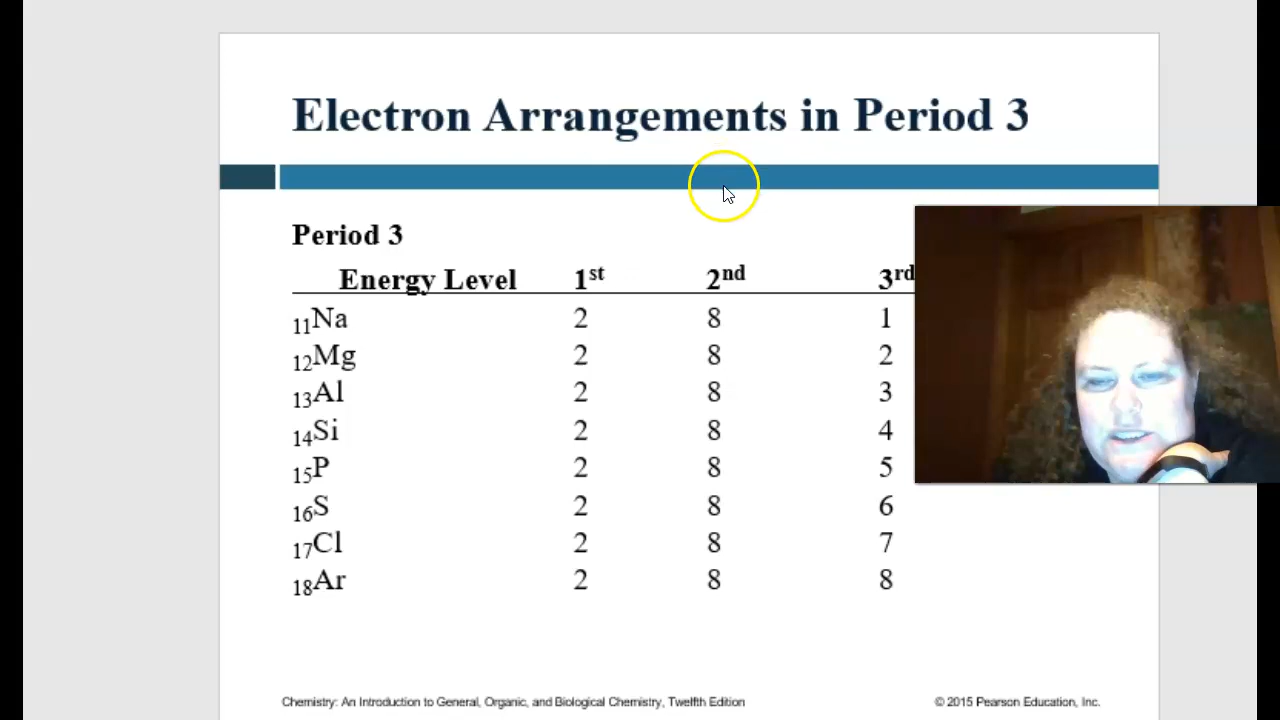 Electron Arrangements in Period 3
Period 3
Energy Level 1st 2nd 3rd
11Na 2 8 1
12Mg 2 8 2
13Al 2 8 3
14Si 2 8 4
15P 2 8 5
16S 2 8 6
17Cl 2 8 7
18Ar 2 8 8
Chemistry: An Introduction to General, Organic, and Biological Chemistry, Twelfth Edition © 2015 Pearson Education, Inc.